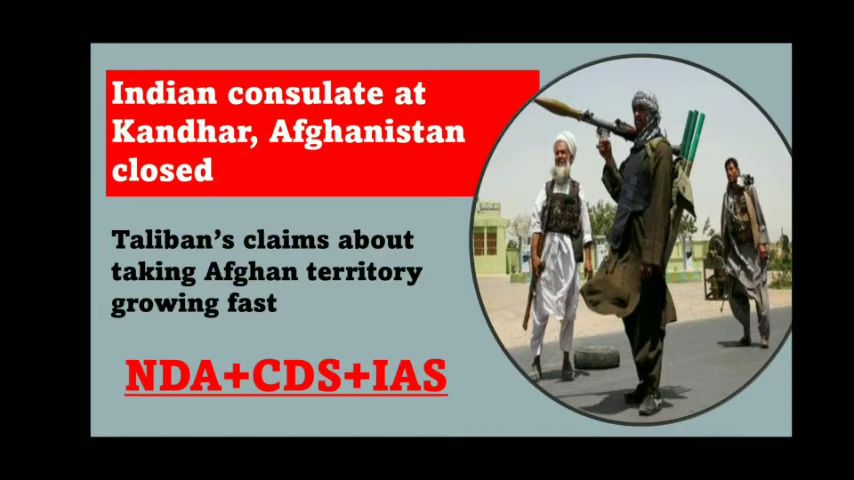 Indian consulate at
Kandhar, Afghanistan
closed
Taliban's claims about
taking Afghan territory
growing fast
NDA+CDS+IAS